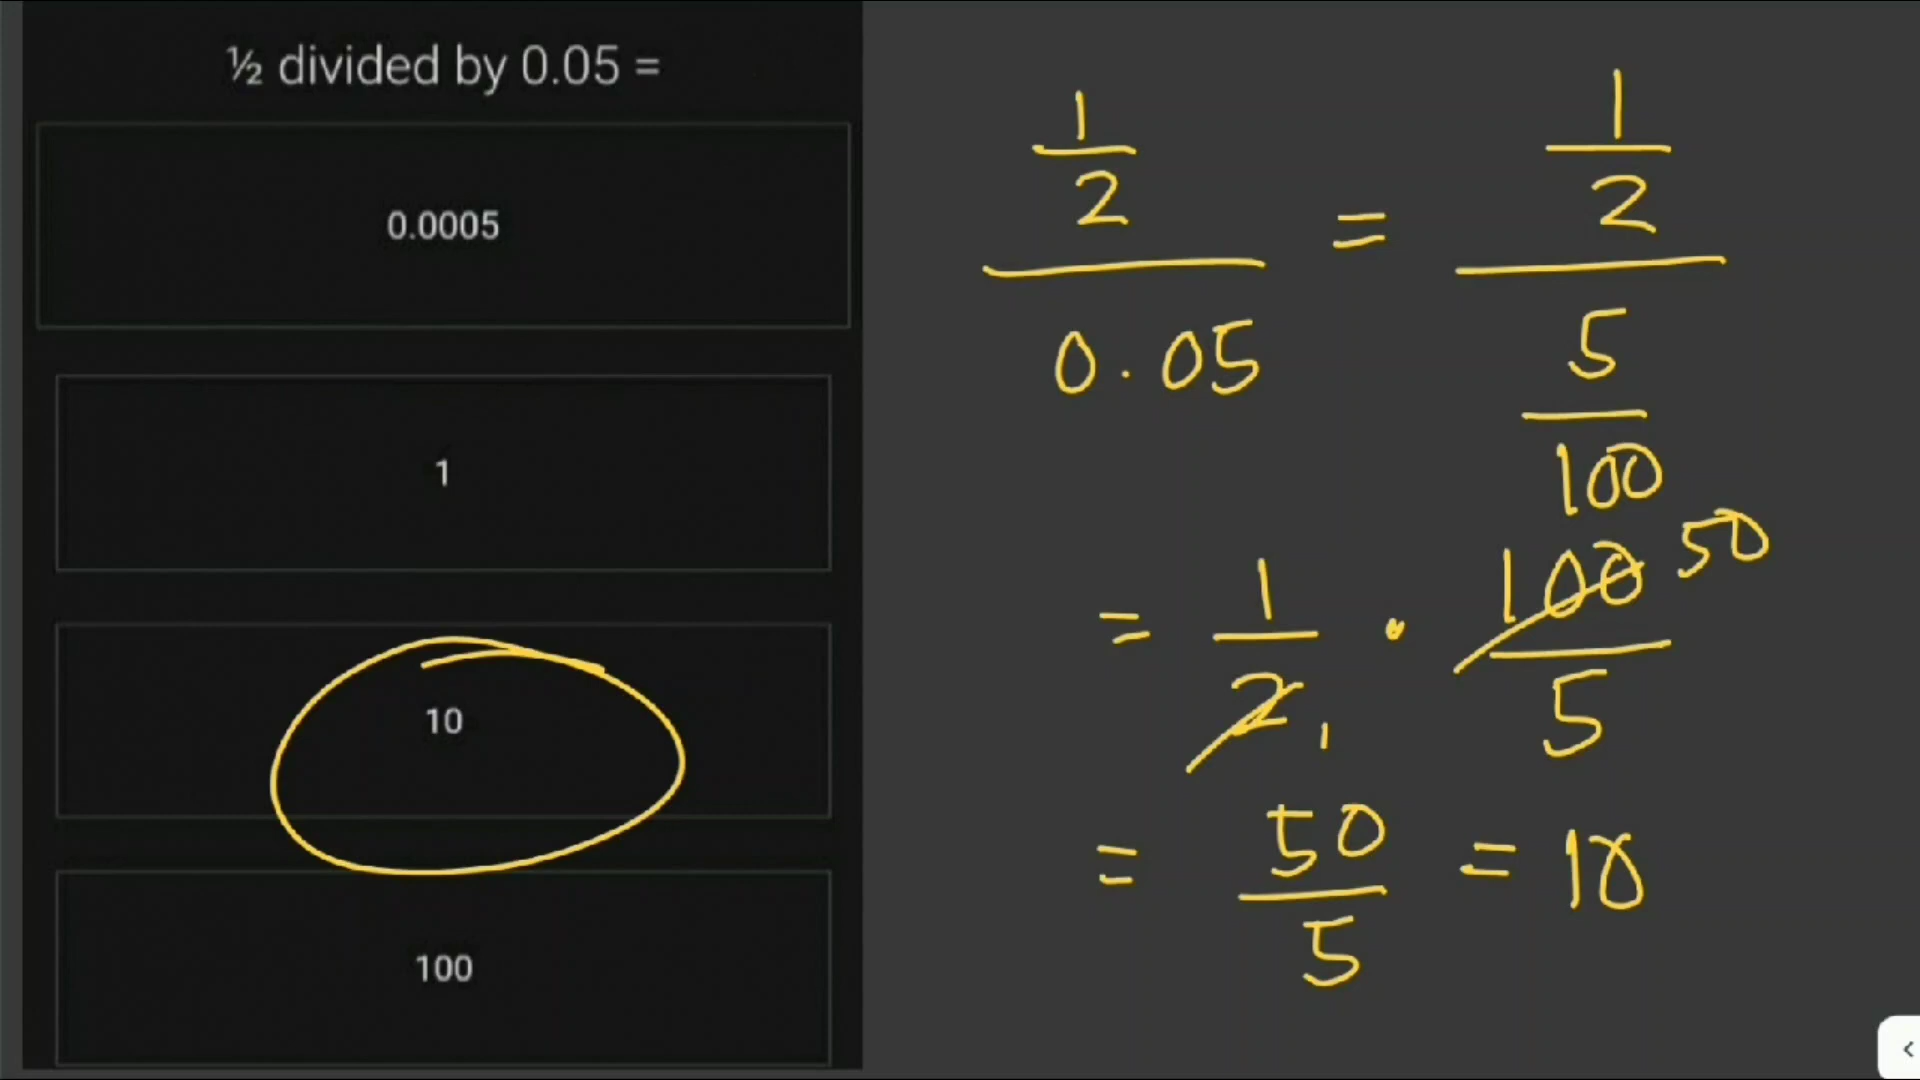 ½ divided by 0.05 =
0.0005
1
10
100
1/2 / 0.05 = 1/2 / 5/100
= 1/2 1 · 100/5 50
= 50/5 = 10
<